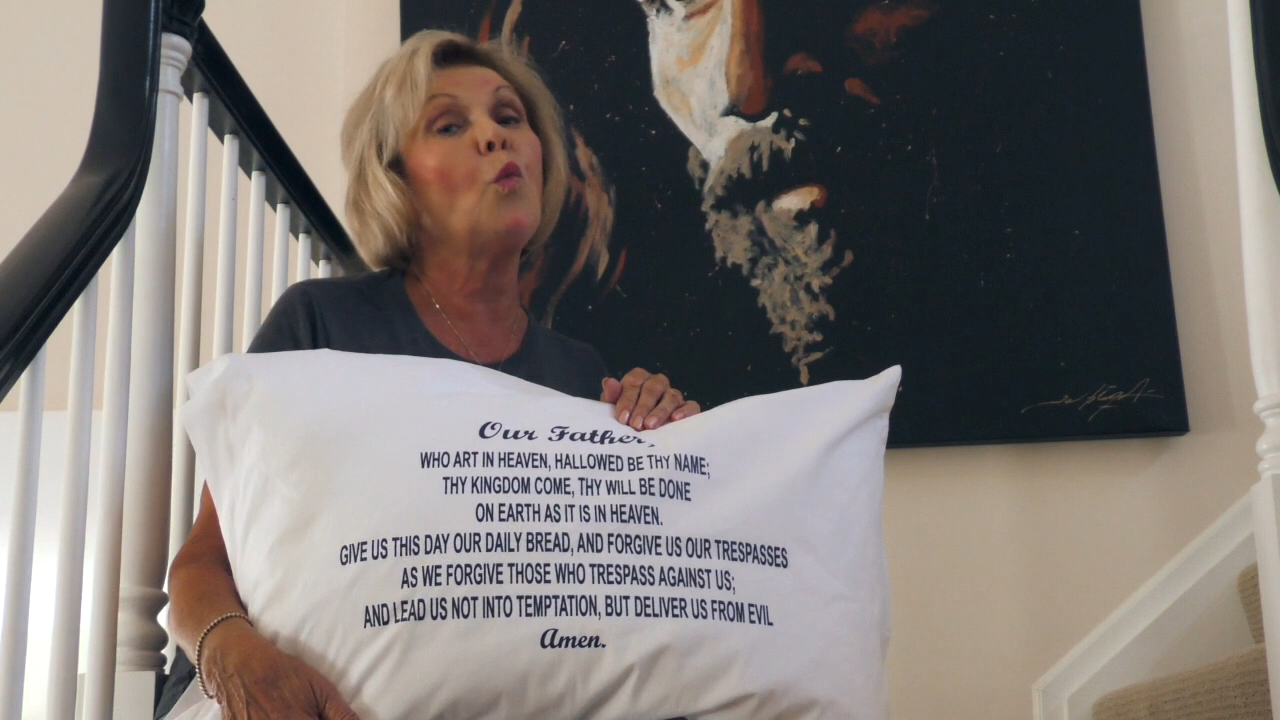 Our Father,
WHO ART IN HEAVEN, HALLOWED BE THY NAME;
THY KINGDOM COME, THY WILL BE DONE
ON EARTH AS IT IS IN HEAVEN.
GIVE US THIS DAY OUR DAILY BREAD, AND FORGIVE US OUR TRESPASSES
AS WE FORGIVE THOSE WHO TRESPASS AGAINST US;
AND LEAD US NOT INTO TEMPTATION, BUT DELIVER US FROM EVIL
Amen.